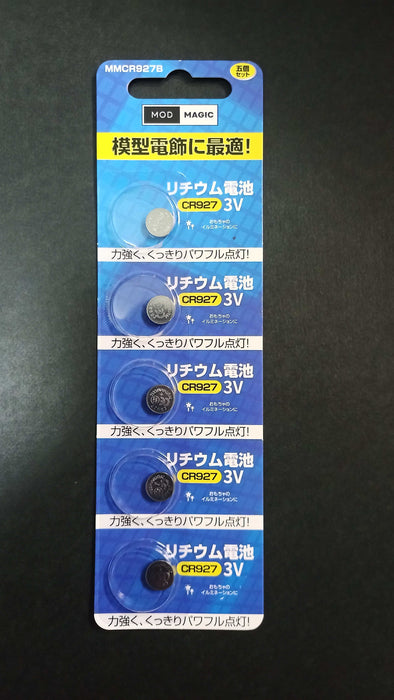 MMCR927B
五個
セット
MOD MAGIC
模型電飾に最適!
リチウム電池
CR927 3V
おもちゃの
イルミネーションに
力強く、くっきりパワフル点灯!
リチウム電池
CR927 3V
おもちゃの
イルミネーションに
力強く、くっきりパワフル点灯!
リチウム電池
CR927 3V
おもちゃの
イルミネーションに
力強く、くっきりパワフル点灯!
リチウム電池
CR927 3V
おもちゃの
イルミネーションに
力強く、くっきりパワフル点灯!
リチウム電池
CR927 3V
おもちゃの
イルミネーションに
力強く、くっきりパワフル点灯!